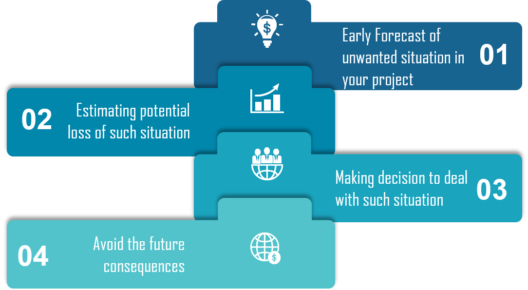 Early Forecast of
unwanted situation in
your project
01
02
Estimating potential
loss of such situation
Making decision to deal
with such situation
03
04
Avoid the future
consequences